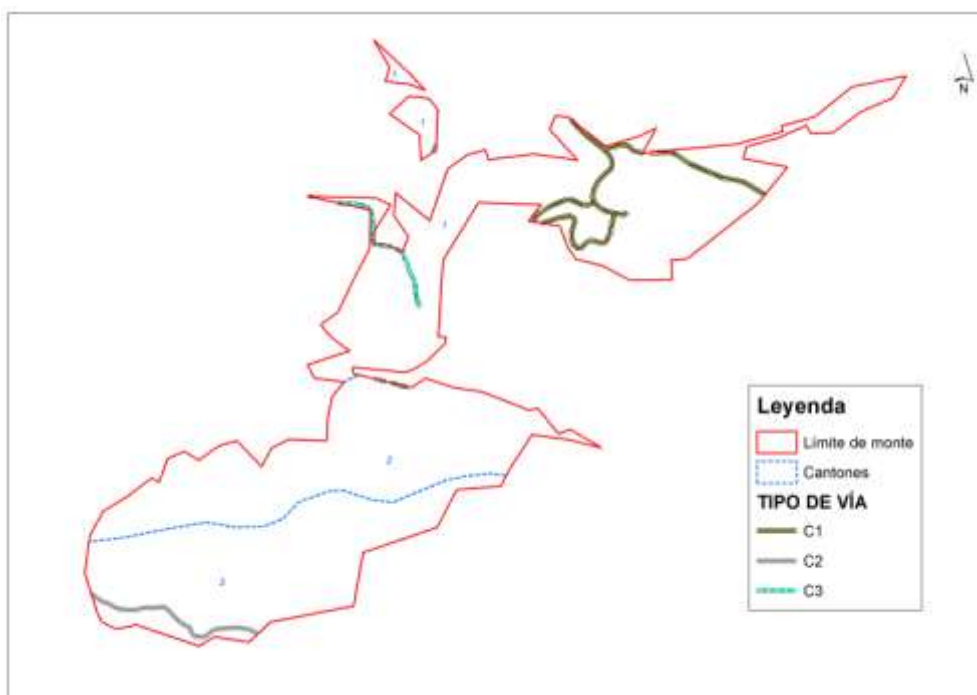 N
1
1
1
2
3
Leyenda
Límite de monte
Cantones
TIPO DE VÍA
C1
C2
C3